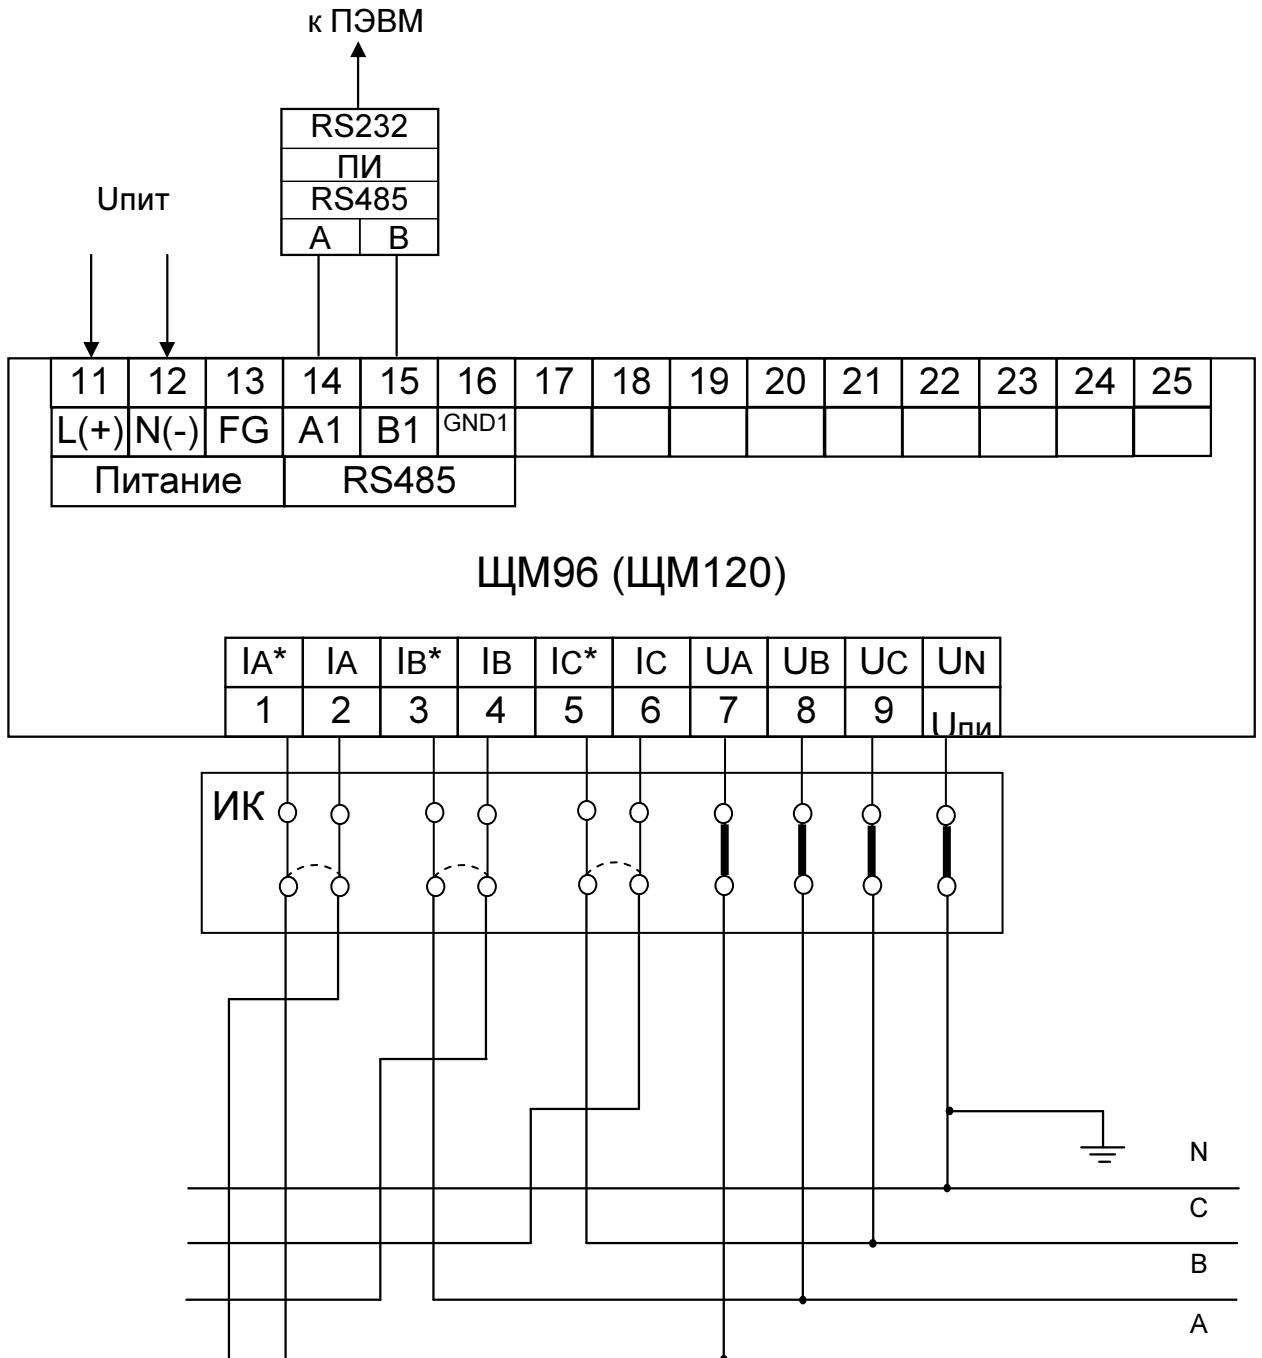 к ПЭВМ
RS232
ПИ
RS485
A B
Uпит
11 12 13 14 15 16 17 18 19 20 21 22 23 24 25
L(+) N(-) FG A1 B1 GND1
Питание RS485
ЩМ96 (ЩМ120)
IA* IA IB* IB IC* IC UA UB UC UN
1 2 3 4 5 6 7 8 9 Uпи
ИК
N
C
B
A